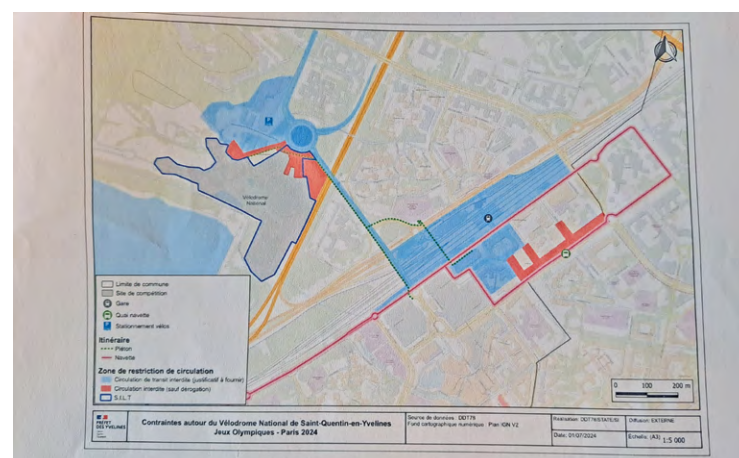 Vélodrome
National
Limite de commune
Site de compétition
Gare
Quai navette
Stationnement vélos
Itinéraire
Piéton
Navette
Zone de restriction de circulation
Circulation de transit interdite (justificatif à fournir)
Circulation interdite (sauf dérogation)
S.I.L.T
0 100 200 m
PRÉFET
DES YVELINES
Contraintes autour du Vélodrome National de Saint-Quentin-en-Yvelines
Jeux Olympiques - Paris 2024
Source de données : DDT78
Fond cartographique numérique : Plan IGN V2
Réalisation: DDT78/STATE/SI
Diffusion: EXTERNE
Date: 01/07/2024
Echelle: (A3) 1:5 000